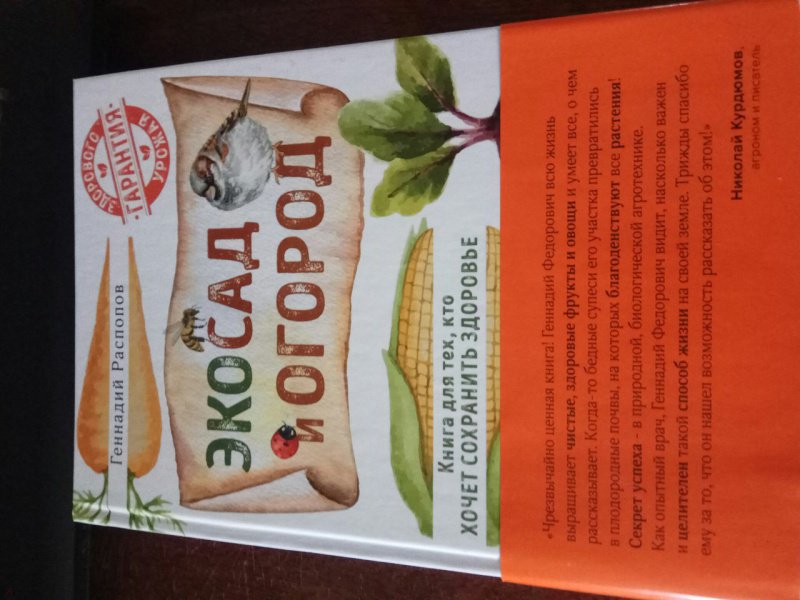 Геннадий Распопов
ЗДОРОВОГО
·ГАРАНТИЯ·
УРОЖАЯ
ЭКОСАД
и ОГОРОД
Книга для тех, кто
ХОЧЕТ СОХРАНИТЬ ЗДОРОВЬЕ
«Чрезвычайно ценная книга! Геннадий Федорович всю жизнь
выращивает чистые, здоровые фрукты и овощи и умеет все, о чем
рассказывает. Когда-то бедные супеси его участка превратились
в плодородные почвы, на которых благоденствуют все растения!
Секрет успеха - в природной, биологической агротехнике.
Как опытный врач, Геннадий Федорович видит, насколько важен
и целителен такой способ жизни на своей земле. Трижды спасибо
ему за то, что он нашел возможность рассказать об этом!»
Николай Курдюмов,
агроном и писатель